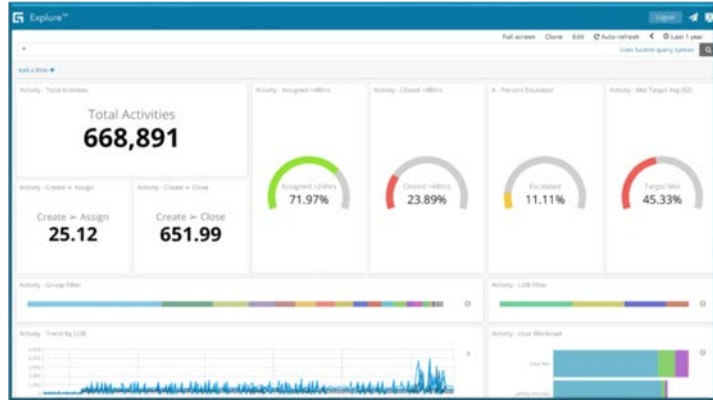 Explore™
Logout
Full screen Clone Edit Auto-refresh Last 1 year
*
Uses lucene query syntax
Add a filter +
Activity - Total Activities
Total Activities
668,891
Activity - Create ➢ Assign
Create ➢ Assign
25.12
Activity - Create ➢ Close
Create ➢ Close
651.99
Activity - Assigned <48hrs
Assigned <24hrs
71.97%
Activity - Closed <48hrs
Closed <48hrs
23.89%
A - Percent Escalated
Escalated
11.11%
Activity - Met Target Avg
Target Met
45.33%
Activity - Group Filter
Activity - LOB Filter
Activity - Trend by LOB
Activity - User Workload